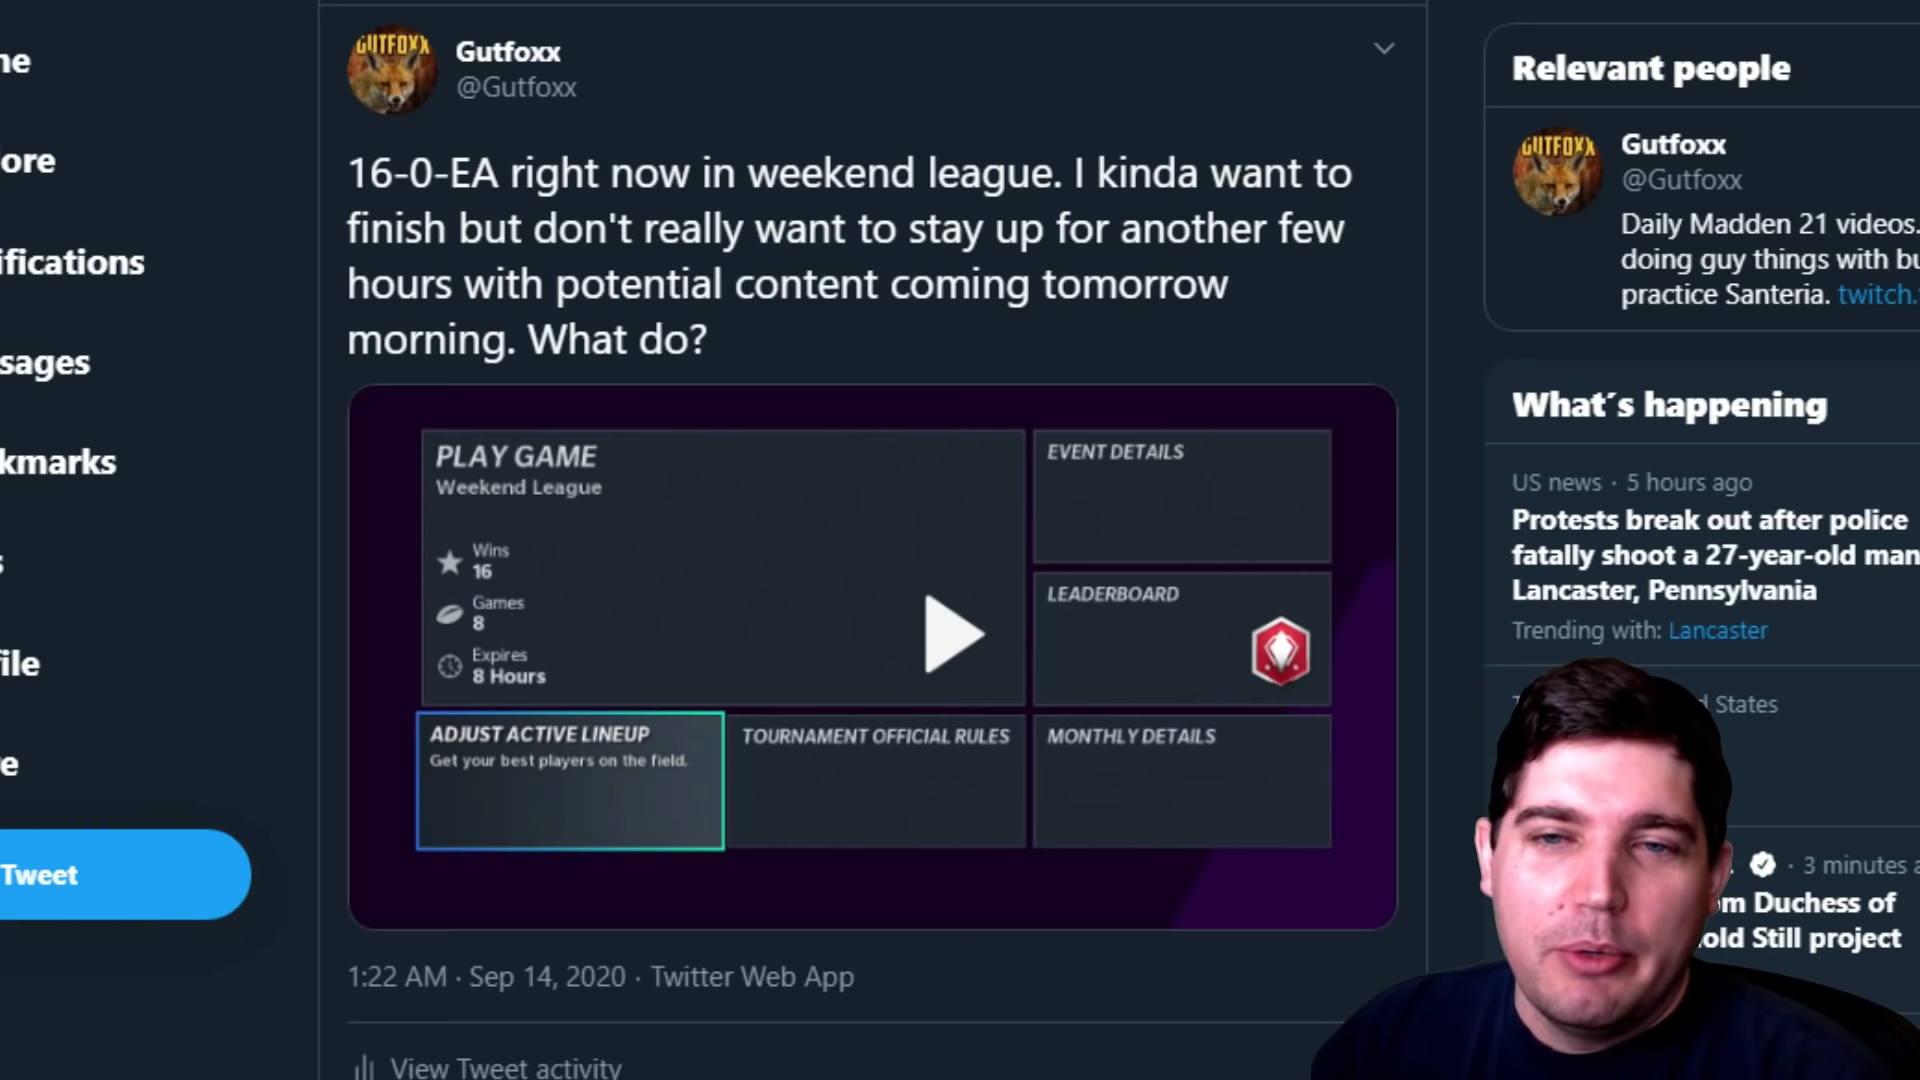 ne
ore
ifications
sages
kmarks
s
file
e
Tweet
GUTFOXX
Gutfoxx
@Gutfoxx
16-0-EA right now in weekend league. I kinda want to
finish but don't really want to stay up for another few
hours with potential content coming tomorrow
morning. What do?
PLAY GAME
Weekend League
Wins
16
Games
8
Expires
8 Hours
EVENT DETAILS
LEADERBOARD
ADJUST ACTIVE LINEUP
Get your best players on the field.
TOURNAMENT OFFICIAL RULES
MONTHLY DETAILS
1:22 AM · Sep 14, 2020 · Twitter Web App
View Tweet activity
Relevant people
GUTFOXX
Gutfoxx
@Gutfoxx
Daily Madden 21 videos.
doing guy things with bu
practice Santeria. twitch.
What's happening
US news · 5 hours ago
Protests break out after police
fatally shoot a 27-year-old man
Lancaster, Pennsylvania
Trending with: Lancaster
d States
· 3 minutes a
om Duchess of
old Still project